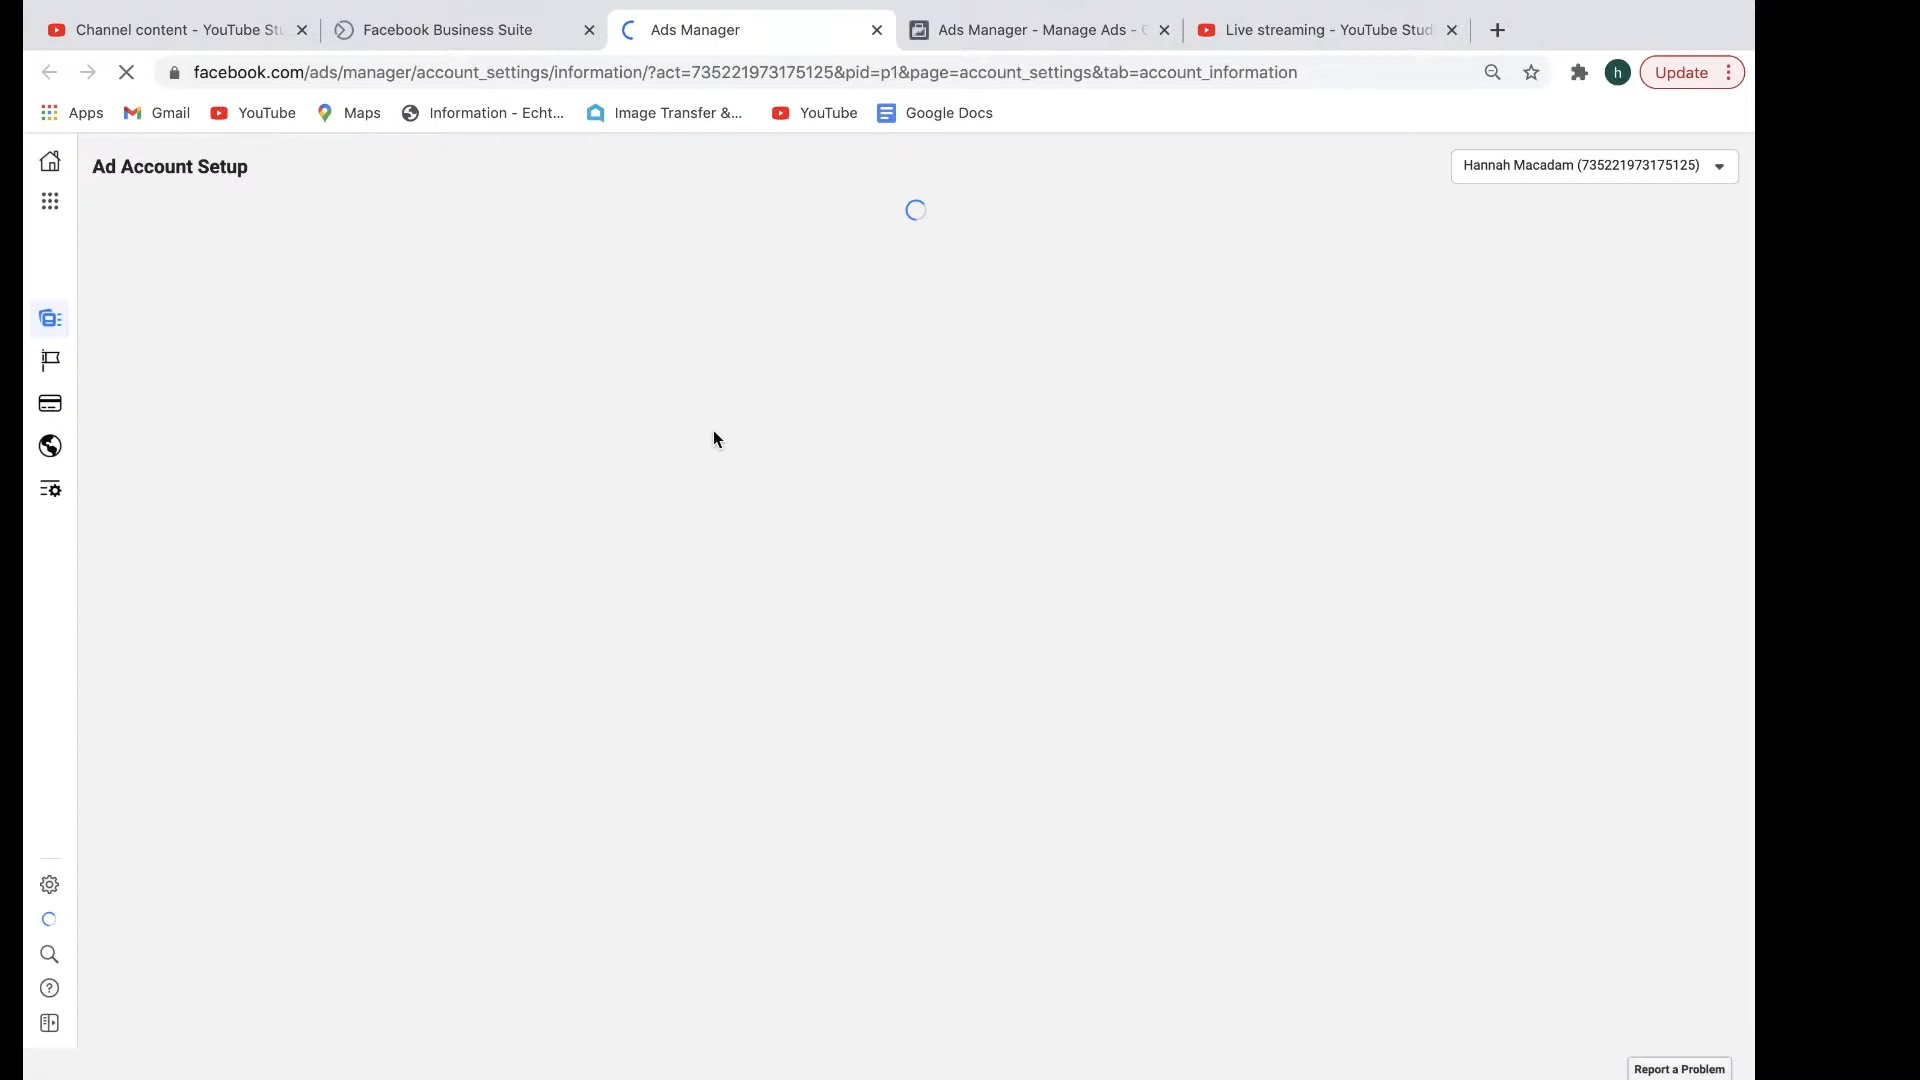 Channel content - YouTube Stu
Facebook Business Suite
Ads Manager
Ads Manager - Manage Ads - C
Live streaming - YouTube Stud
facebook.com/ads/manager/account_settings/information/?act=735221973175125&pid=p1&page=account_settings&tab=account_information
h
Update
Apps
Gmail
YouTube
Maps
Information - Echt...
Image Transfer &...
YouTube
Google Docs
Ad Account Setup
Hannah Macadam (735221973175125)
Report a Problem